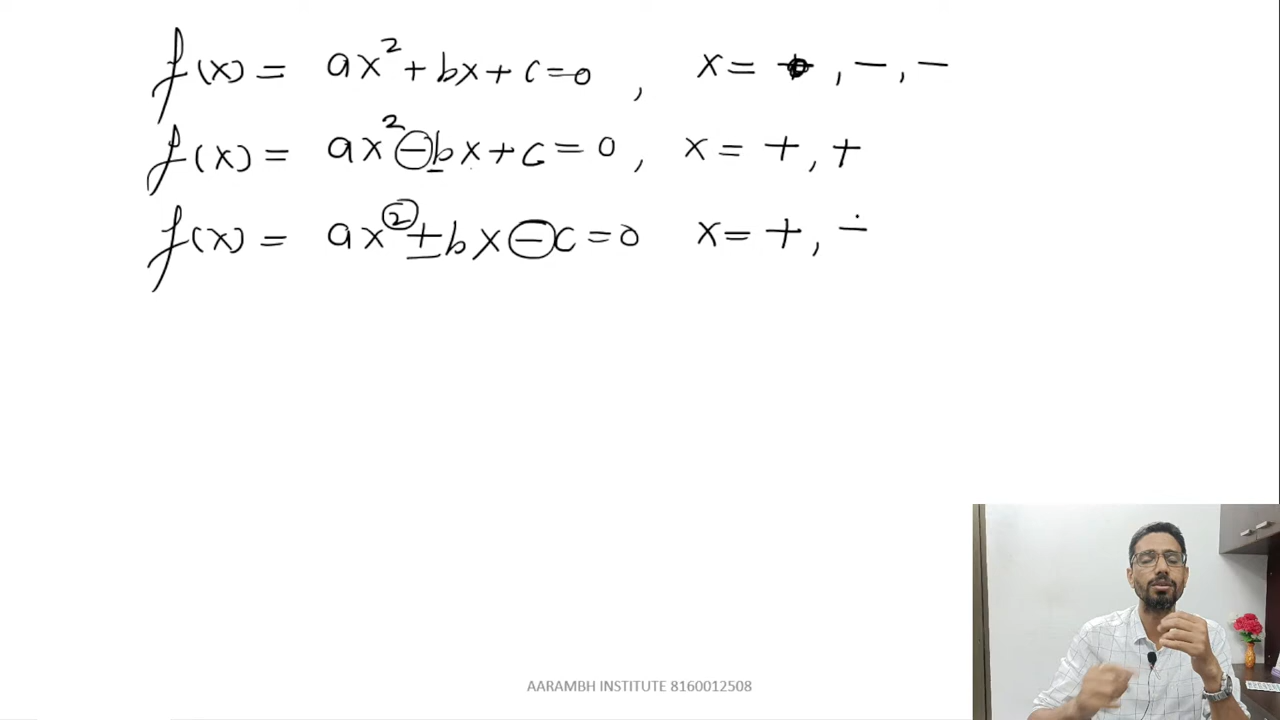 f(x) = ax² + bx + c = 0 , x = + , − , −
f(x) = ax² − bx + c = 0 , x = + , +
f(x) = ax² ± bx − c = 0 x = + , −
AARAMBH INSTITUTE 8160012508